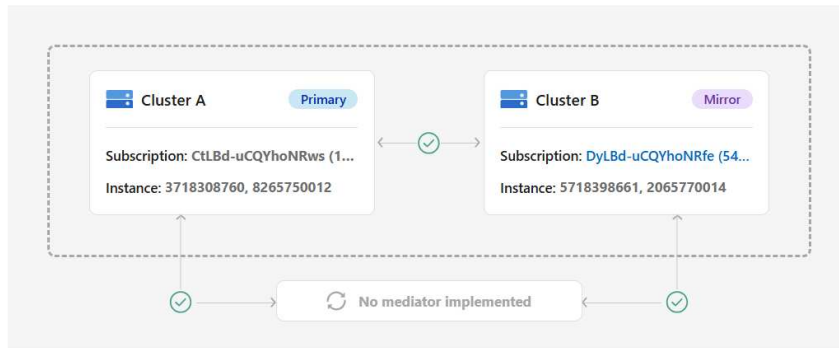 Cluster A
Primary
Subscription: CtLBd-uCQYhoNRws (1...
Instance: 3718308760, 8265750012
Cluster B
Mirror
Subscription: DyLBd-uCQYhoNRfe (54...
Instance: 5718398661, 2065770014
No mediator implemented